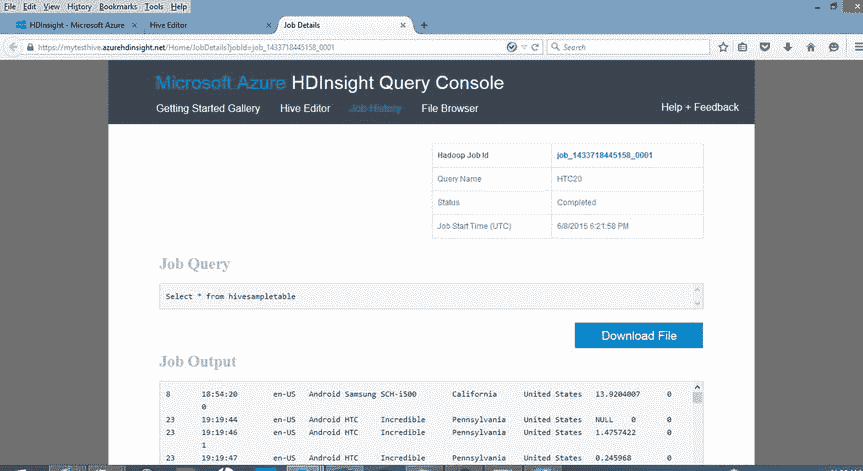 File Edit View History Bookmarks Tools Help
HDInsight - Microsoft Azure × Hive Editor × Job Details × +
https://mytesthive.azurehdinsight.net/Home/JobDetails?jobId=job_1433718445158_0001 Search
Microsoft Azure HDInsight Query Console
Getting Started Gallery Hive Editor Job History File Browser Help + Feedback
Hadoop Job Id job_1433718445158_0001
Query Name HTC20
Status Completed
Job Start Time (UTC) 6/8/2015 6:21:58 PM
Job Query
Select * from hivesampletable
Download File
Job Output
8 18:54:20 en-US Android Samsung SCH-i500 California United States 13.9204007 0
0
23 19:19:44 en-US Android HTC Incredible Pennsylvania United States NULL 0 0
23 19:19:46 en-US Android HTC Incredible Pennsylvania United States 1.4757422 0
1
23 19:19:47 en-US Android HTC Incredible Pennsylvania United States 0.245968 0